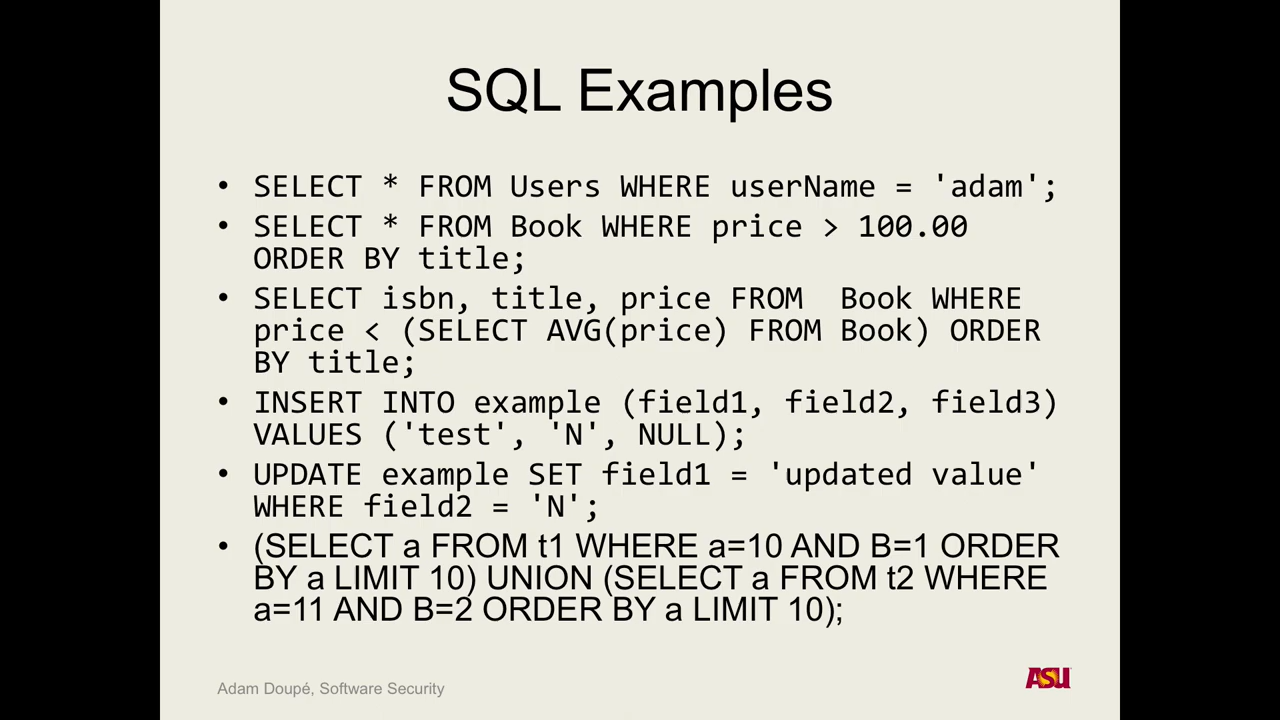 SQL Examples
• SELECT * FROM Users WHERE userName = 'adam';
• SELECT * FROM Book WHERE price > 100.00
ORDER BY title;
• SELECT isbn, title, price FROM  Book WHERE
price < (SELECT AVG(price) FROM Book) ORDER
BY title;
• INSERT INTO example (field1, field2, field3)
VALUES ('test', 'N', NULL);
• UPDATE example SET field1 = 'updated value'
WHERE field2 = 'N';
• (SELECT a FROM t1 WHERE a=10 AND B=1 ORDER
BY a LIMIT 10) UNION (SELECT a FROM t2 WHERE
a=11 AND B=2 ORDER BY a LIMIT 10);
Adam Doupé, Software Security
ASU